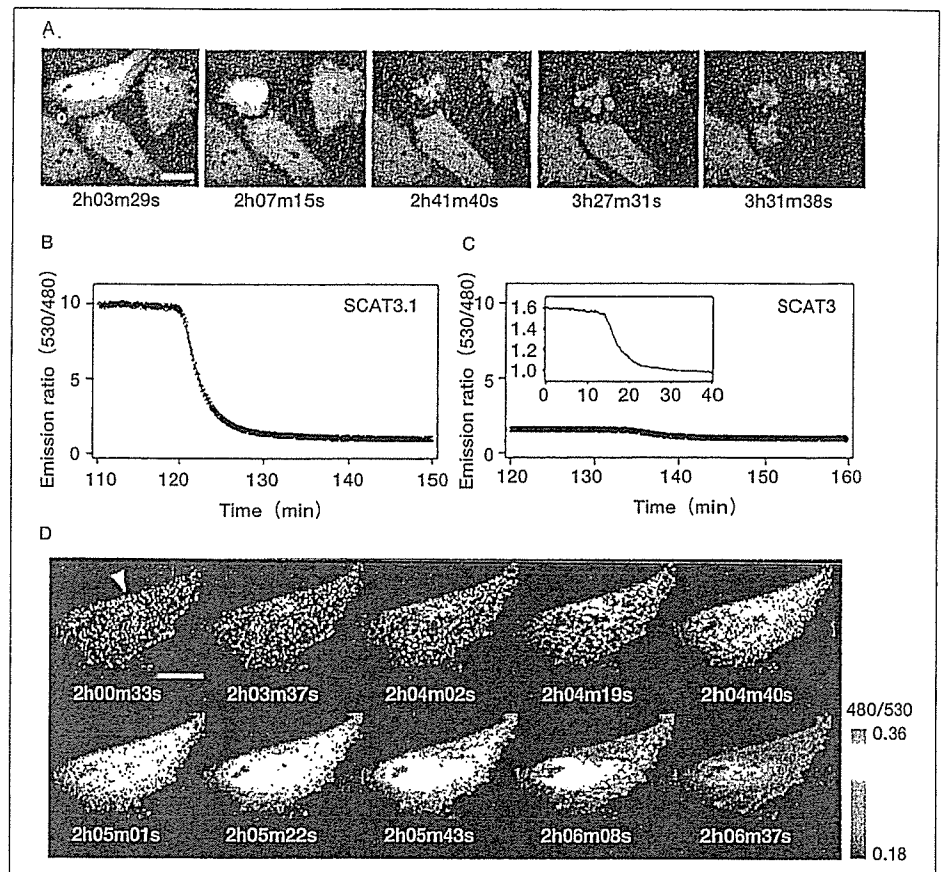 A.
2h03m29s 2h07m15s 2h41m40s 3h27m31s 3h31m38s
B
Emission ratio (530/480)
10
5
0
SCAT3.1
110 120 130 140 150
Time (min)
C
Emission ratio (530/480)
10
5
0
1.6
1.4
1.2
1.0
0 10 20 30 40
SCAT3
120 130 140 150 160
Time (min)
D
2h00m33s 2h03m37s 2h04m02s 2h04m19s 2h04m40s
2h05m01s 2h05m22s 2h05m43s 2h06m08s 2h06m37s
480/530
0.36
0.18